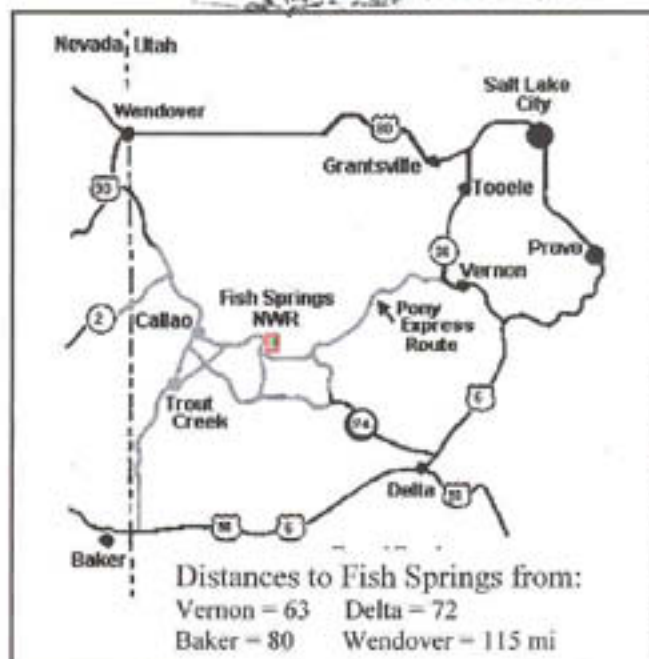 Nevada Utah
Wendover
Salt Lake
City
80
Grantsville
Tooele
93
36
Provo
Vernon
Fish Springs
NWR
2
Callao
Pony
Express
Route
Trout
Creek
6
174
Delta
50
50
6
Baker
Distances to Fish Springs from:
Vernon = 63 Delta = 72
Baker = 80 Wendover = 115 mi